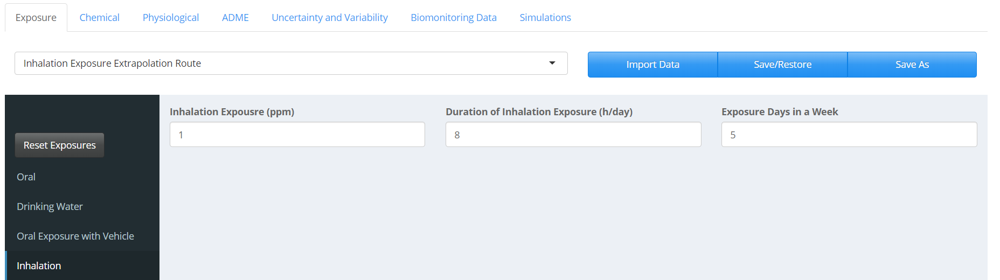 Exposure Chemical Physiological ADME Uncertainty and Variability Biomonitoring Data Simulations
Inhalation Exposure Extrapolation Route
Import Data Save/Restore Save As
Inhalation Expousre (ppm) Duration of Inhalation Exposure (h/day) Exposure Days in a Week
1 8 5
Reset Exposures
Oral
Drinking Water
Oral Exposure with Vehicle
Inhalation